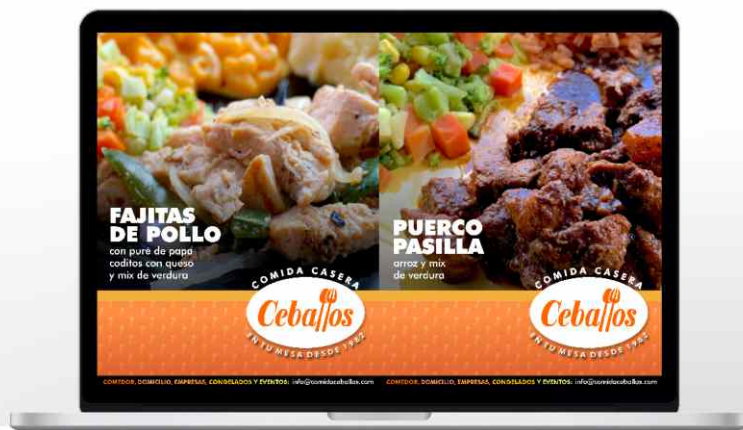 FAJITAS
DE POLLO
con puré de papa
coditos con queso
y mix de verdura
COMIDA CASERA
Ceballos
EN TU MESA DESDE 1982
COMEDOR, DOMICILIO, EMPRESAS, CONGELADOS Y EVENTOS: info@comidaceballos.com
PUERCO
PASILLA
arroz y mix
de verdura
COMIDA CASERA
Ceballos
EN TU MESA DESDE 1982
COMEDOR, DOMICILIO, EMPRESAS, CONGELADOS Y EVENTOS: info@comidaceballos.com